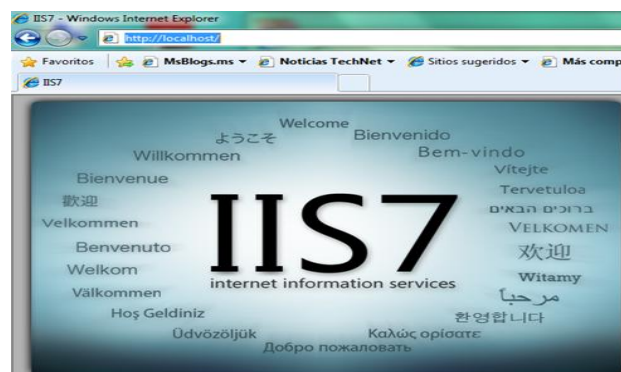 IIS7 - Windows Internet Explorer
http://localhost/
Favoritos MsBlogs.ms Noticias TechNet Sitios sugeridos Más comp
IIS7
Welcome
ようこそ Bienvenido
Willkommen Bem-vindo
Bienvenue Vítejte
歡迎 Tervetuloa
ברוכים הבאים
Velkommen VELKOMEN
Benvenuto 欢迎
Welkom Witamy
Välkommen مرحباً
Hoş Geldiniz 환영합니다
Üdvözöljük Καλώς ορίσατε
Добро пожаловать
IIS7
internet information services